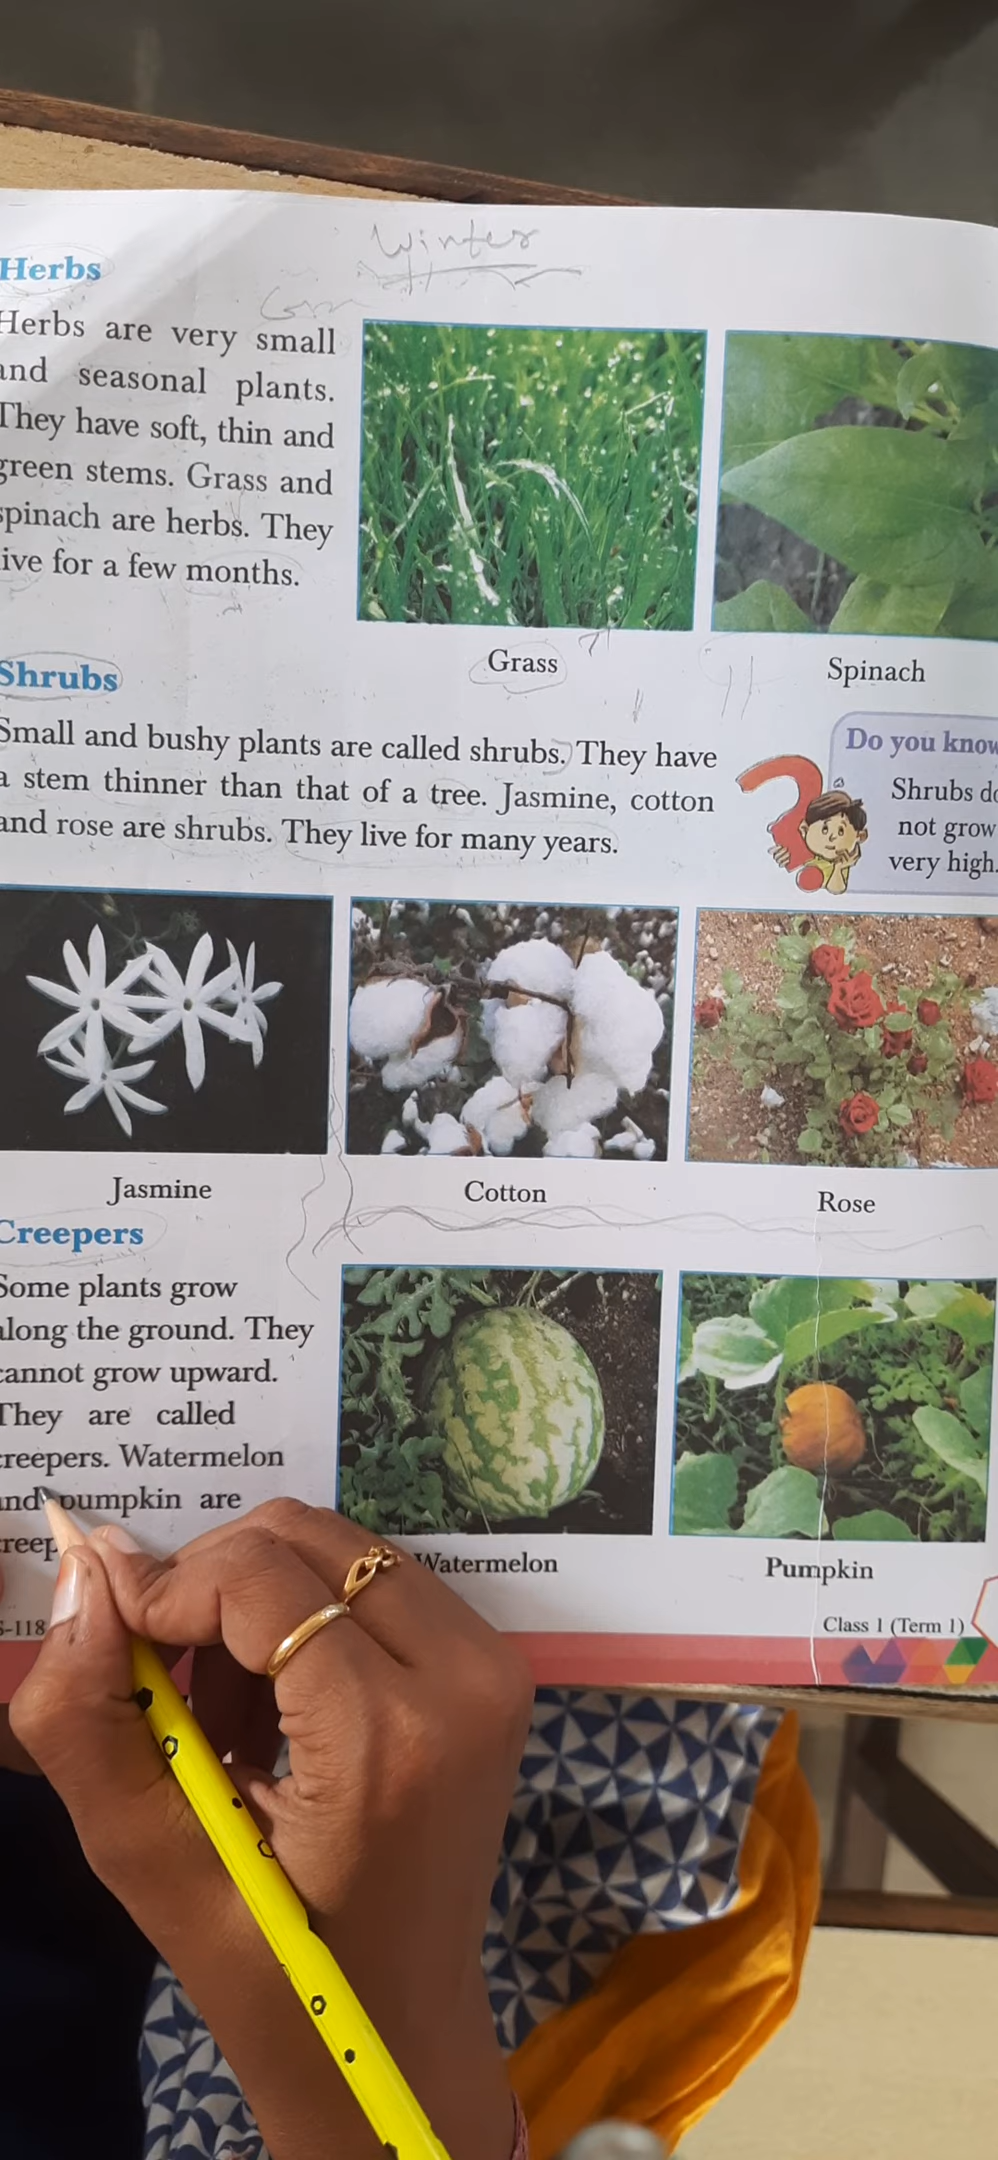 Winter
Herbs
Herbs are very small
and seasonal plants.
They have soft, thin and
green stems. Grass and
spinach are herbs. They
live for a few months.
Grass
Spinach
Shrubs
Small and bushy plants are called shrubs. They have
a stem thinner than that of a tree. Jasmine, cotton
and rose are shrubs. They live for many years.
Do you know
Shrubs do
not grow
very high.
Jasmine
Cotton
Rose
Creepers
Some plants grow
along the ground. They
cannot grow upward.
They are called
creepers. Watermelon
and pumpkin are
creep
Watermelon
Pumpkin
S-118
Class 1 (Term 1)